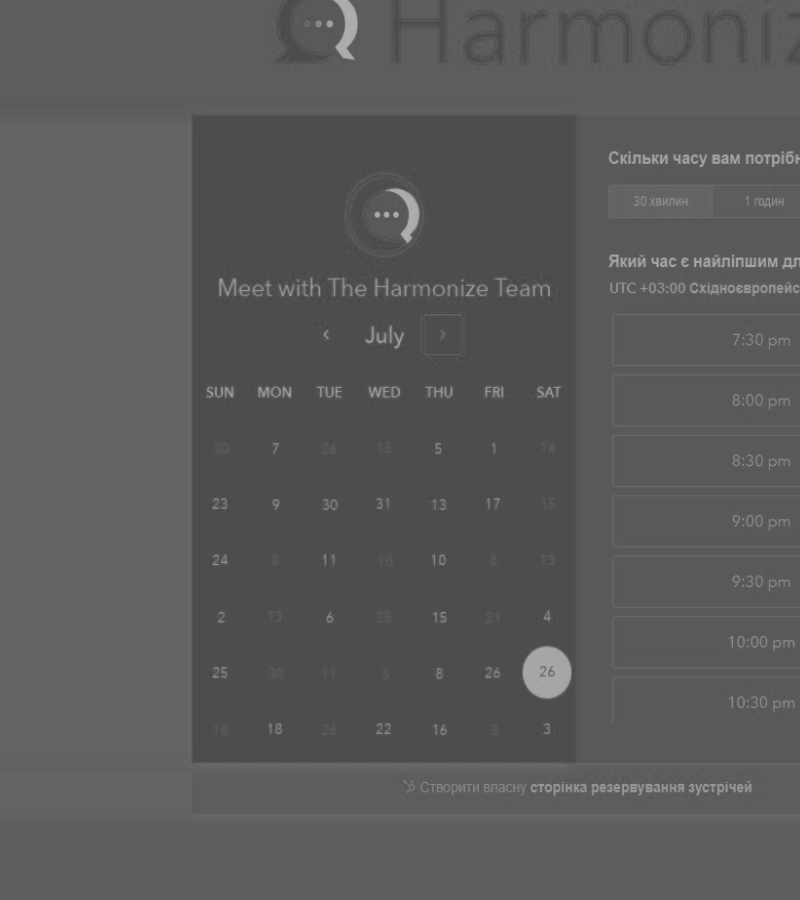 Harmoniz
Meet with The Harmonize Team
‹ July ›
SUN MON TUE WED THU FRI SAT
30 7 26 15 5 1 14
23 9 30 31 13 17 15
24 8 11 10 10 6 23
2 13 6 25 15 21 4
25 30 11 3 8 26 26
18 18 26 22 16 3 3
Скільки часу вам потрібн
30 хвилин 1 годин
Який час є найліпшим дл
UTC +03:00 Східноєвропейс
7:30 pm
8:00 pm
8:30 pm
9:00 pm
9:30 pm
10:00 pm
10:30 pm
Створити власну сторінка резервування зустрічей